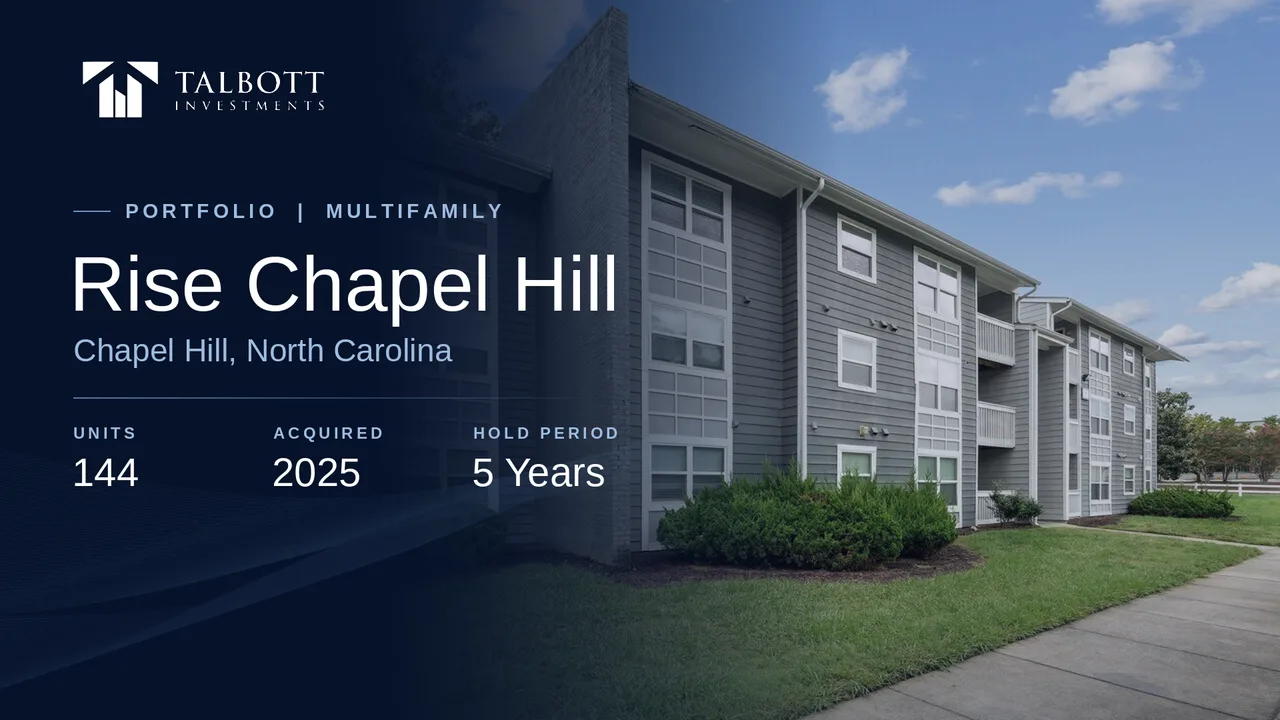 TALBOTT
INVESTMENTS
PORTFOLIO | MULTIFAMILY
Rise Chapel Hill
Chapel Hill, North Carolina
UNITS ACQUIRED HOLD PERIOD
144 2025 5 Years